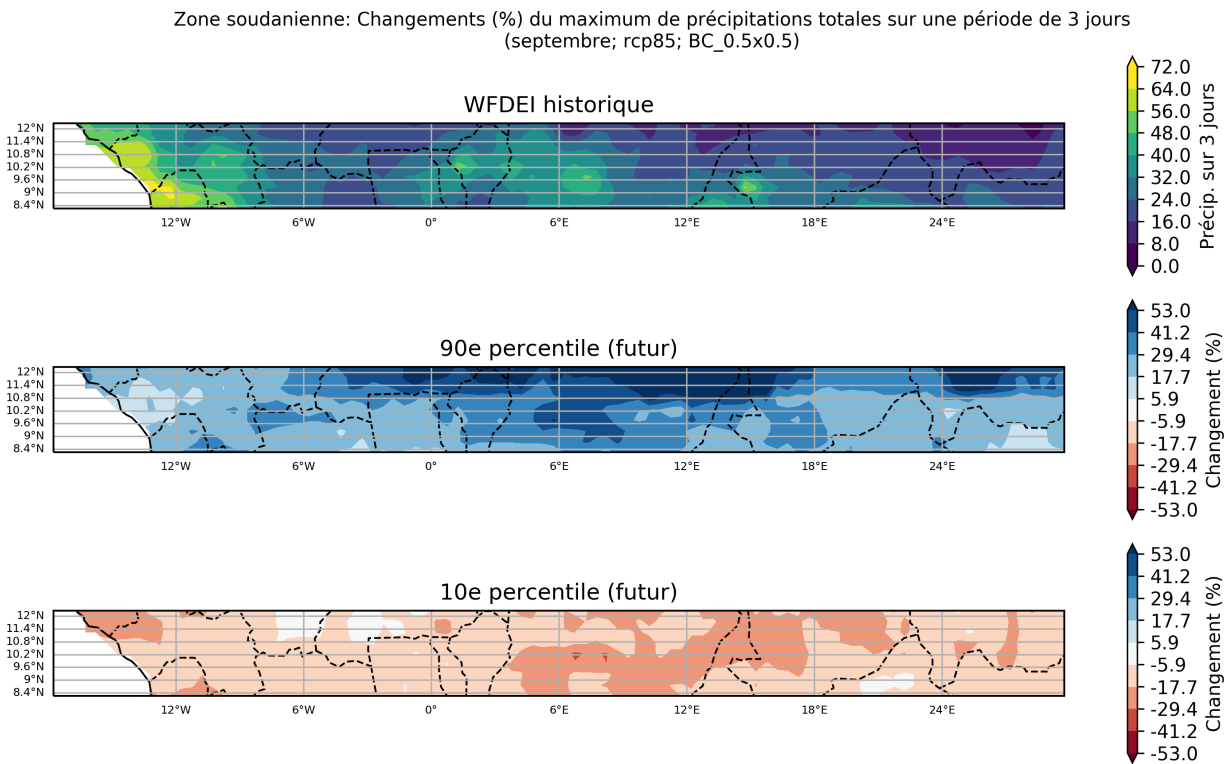 Zone soudanienne: Changements (%) du maximum de précipitations totales sur une période de 3 jours
(septembre; rcp85; BC_0.5x0.5)
WFDEI historique
12°N
11.4°N
10.8°N
10.2°N
9.6°N
9°N
8.4°N
12°W 6°W 0° 6°E 12°E 18°E 24°E
72.0
64.0
56.0
48.0
40.0
32.0
24.0
16.0
8.0
0.0
Précip. sur 3 jours
90e percentile (futur)
12°N
11.4°N
10.8°N
10.2°N
9.6°N
9°N
8.4°N
12°W 6°W 0° 6°E 12°E 18°E 24°E
53.0
41.2
29.4
17.7
5.9
-5.9
-17.7
-29.4
-41.2
-53.0
Changement (%)
10e percentile (futur)
12°N
11.4°N
10.8°N
10.2°N
9.6°N
9°N
8.4°N
12°W 6°W 0° 6°E 12°E 18°E 24°E
53.0
41.2
29.4
17.7
5.9
-5.9
-17.7
-29.4
-41.2
-53.0
Changement (%)